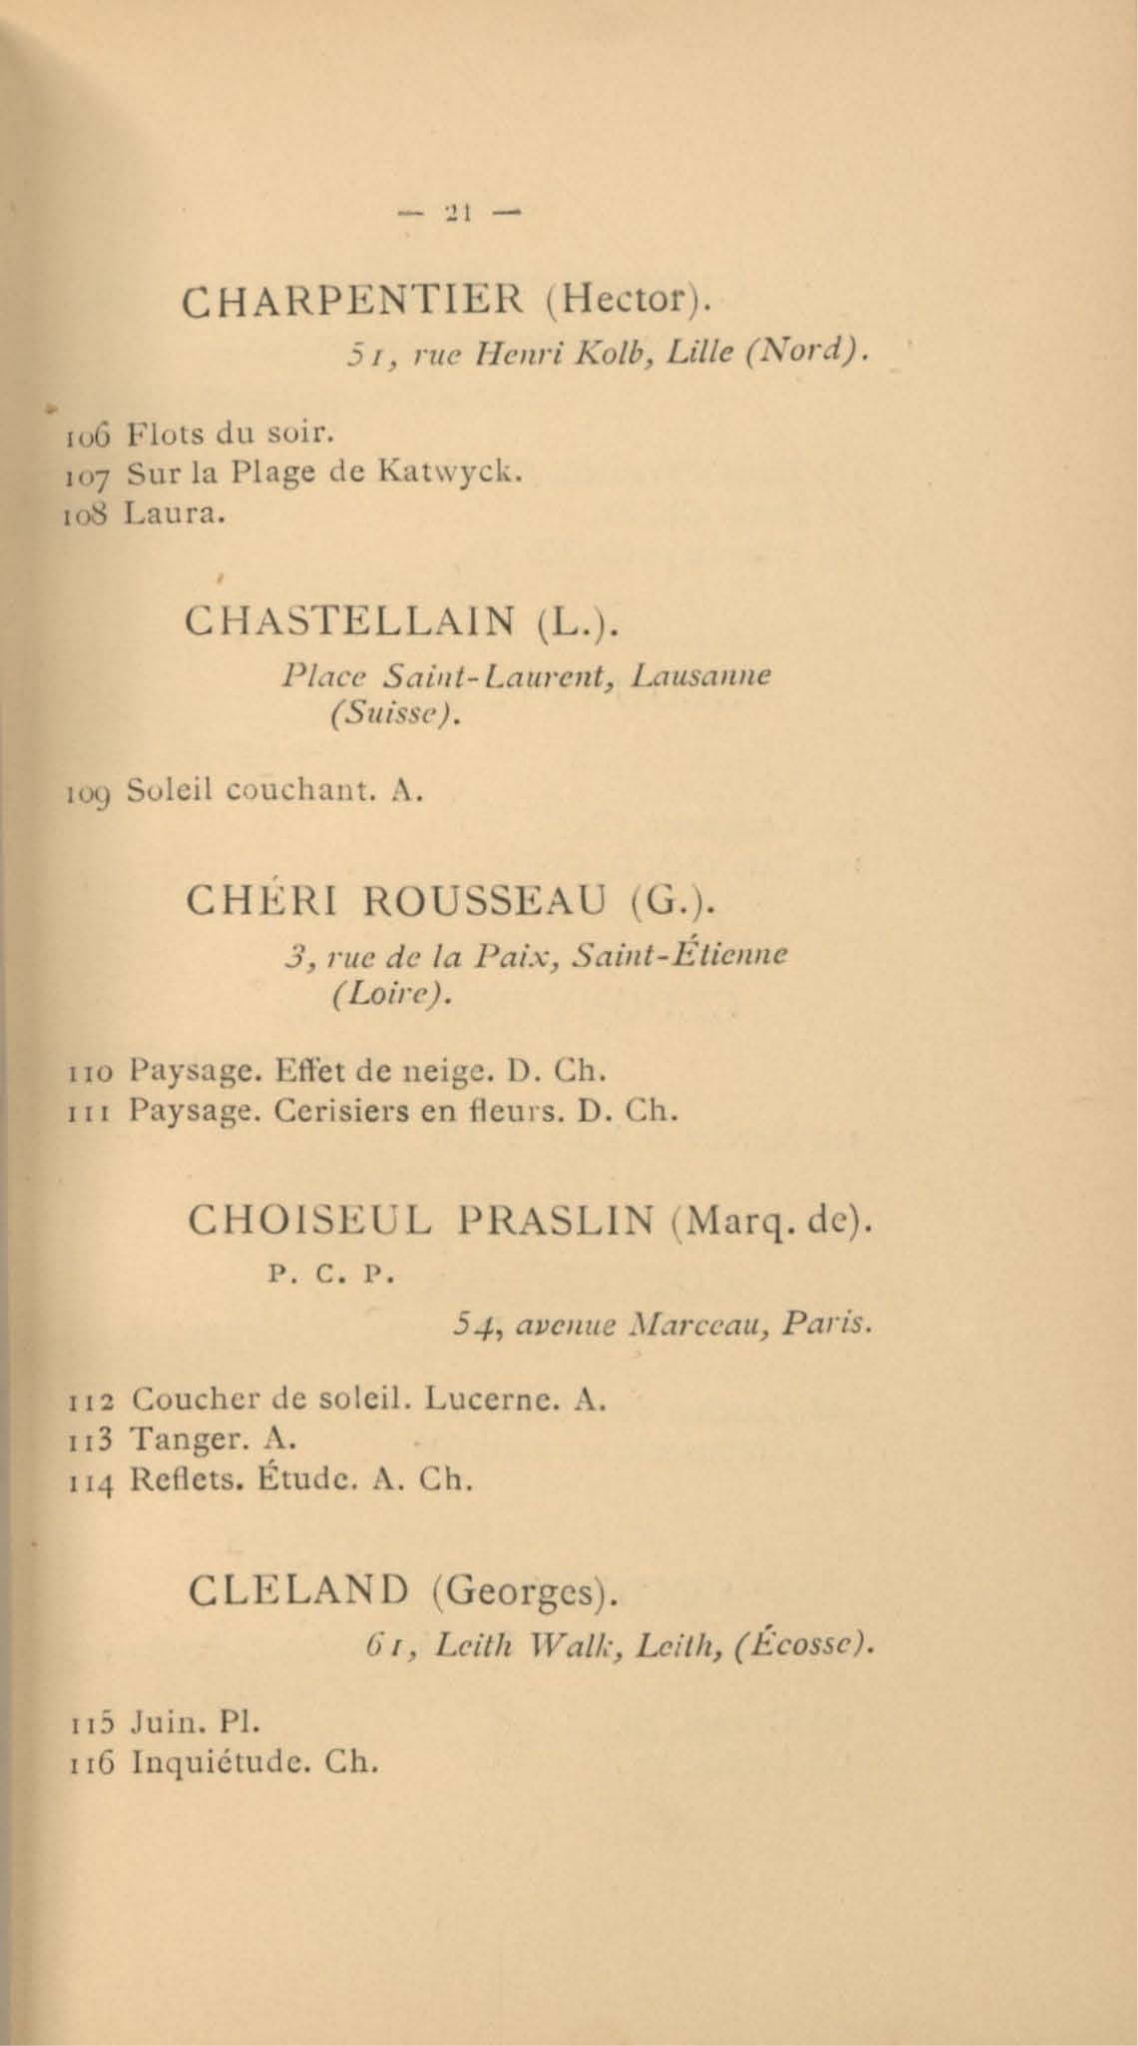 — 21 —
CHARPENTIER (Hector).
51, rue Henri Kolb, Lille (Nord).
106 Flots du soir.
107 Sur la Plage de Katwyck.
108 Laura.
CHASTELLAIN (L.).
Place Saint-Laurent, Lausanne
(Suisse).
109 Soleil couchant. A.
CHÉRI ROUSSEAU (G.).
3, rue de la Paix, Saint-Étienne
(Loire).
110 Paysage. Effet de neige. D. Ch.
111 Paysage. Cerisiers en fleurs. D. Ch.
CHOISEUL PRASLIN (Marq. de).
P. C. P.
54, avenue Marceau, Paris.
112 Coucher de soleil. Lucerne. A.
113 Tanger. A.
114 Reflets. Étude. A. Ch.
CLELAND (Georges).
61, Leith Walk, Leith, (Écosse).
115 Juin. Pl.
116 Inquiétude. Ch.